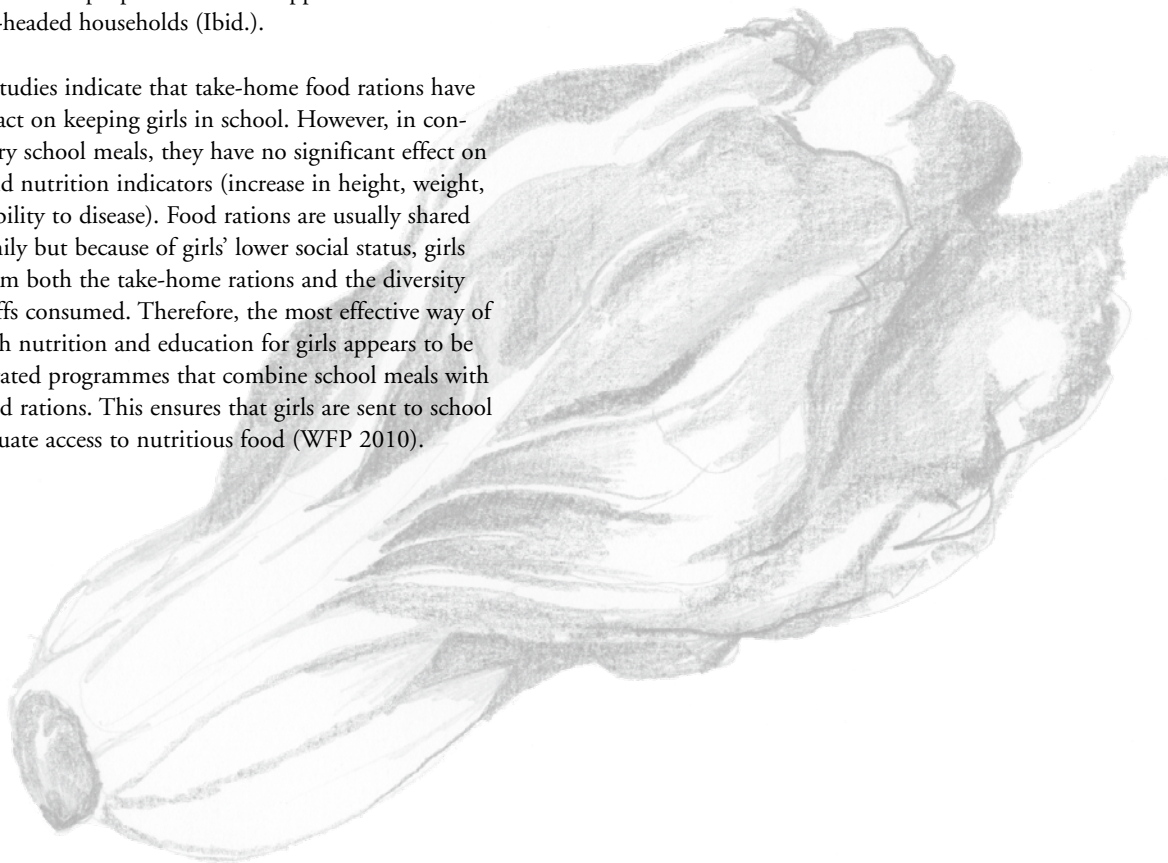 -headed households (Ibid.).
tudies indicate that take-home food rations have
act on keeping girls in school. However, in con-
ry school meals, they have no significant effect on
d nutrition indicators (increase in height, weight,
bility to disease). Food rations are usually shared
ily but because of girls’ lower social status, girls
m both the take-home rations and the diversity
ffs consumed. Therefore, the most effective way of
h nutrition and education for girls appears to be
ated programmes that combine school meals with
d rations. This ensures that girls are sent to school
uate access to nutritious food (WFP 2010).